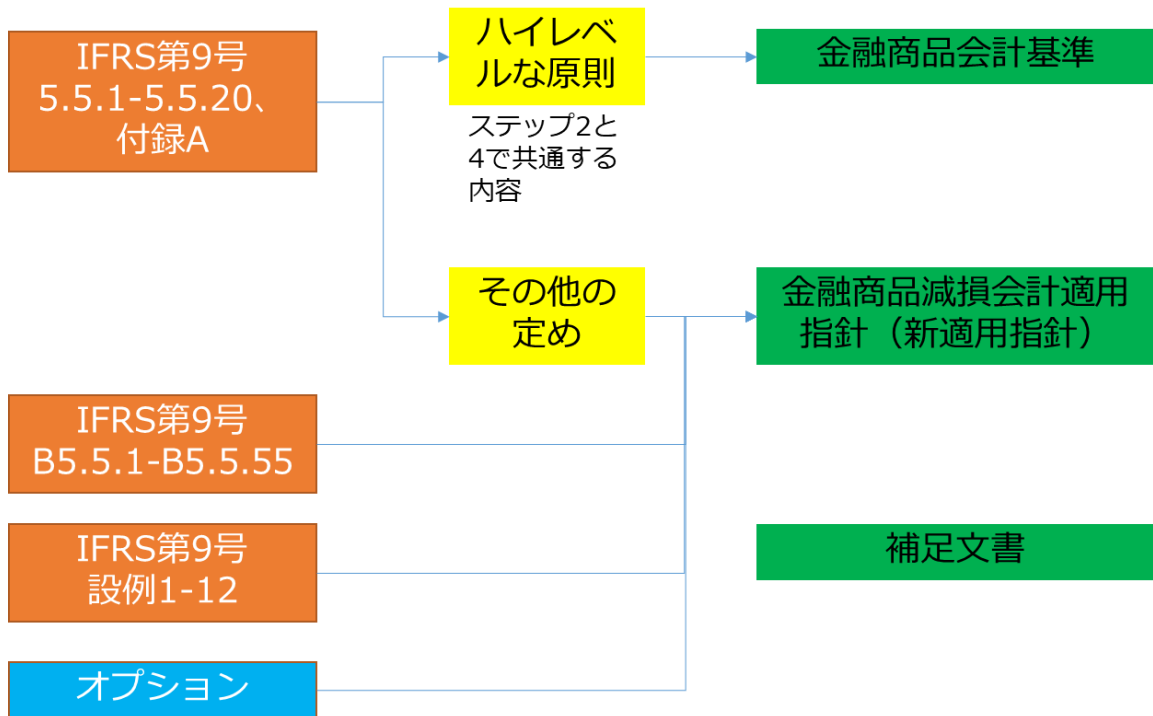 IFRS第9号
5.5.1-5.5.20、
付録A
ハイレベ
ルな原則
ステップ2と
4で共通する
内容
金融商品会計基準
その他の
定め
金融商品減損会計適用
指針（新適用指針）
IFRS第9号
B5.5.1-B5.5.55
IFRS第9号
設例1-12
補足文書
オプション